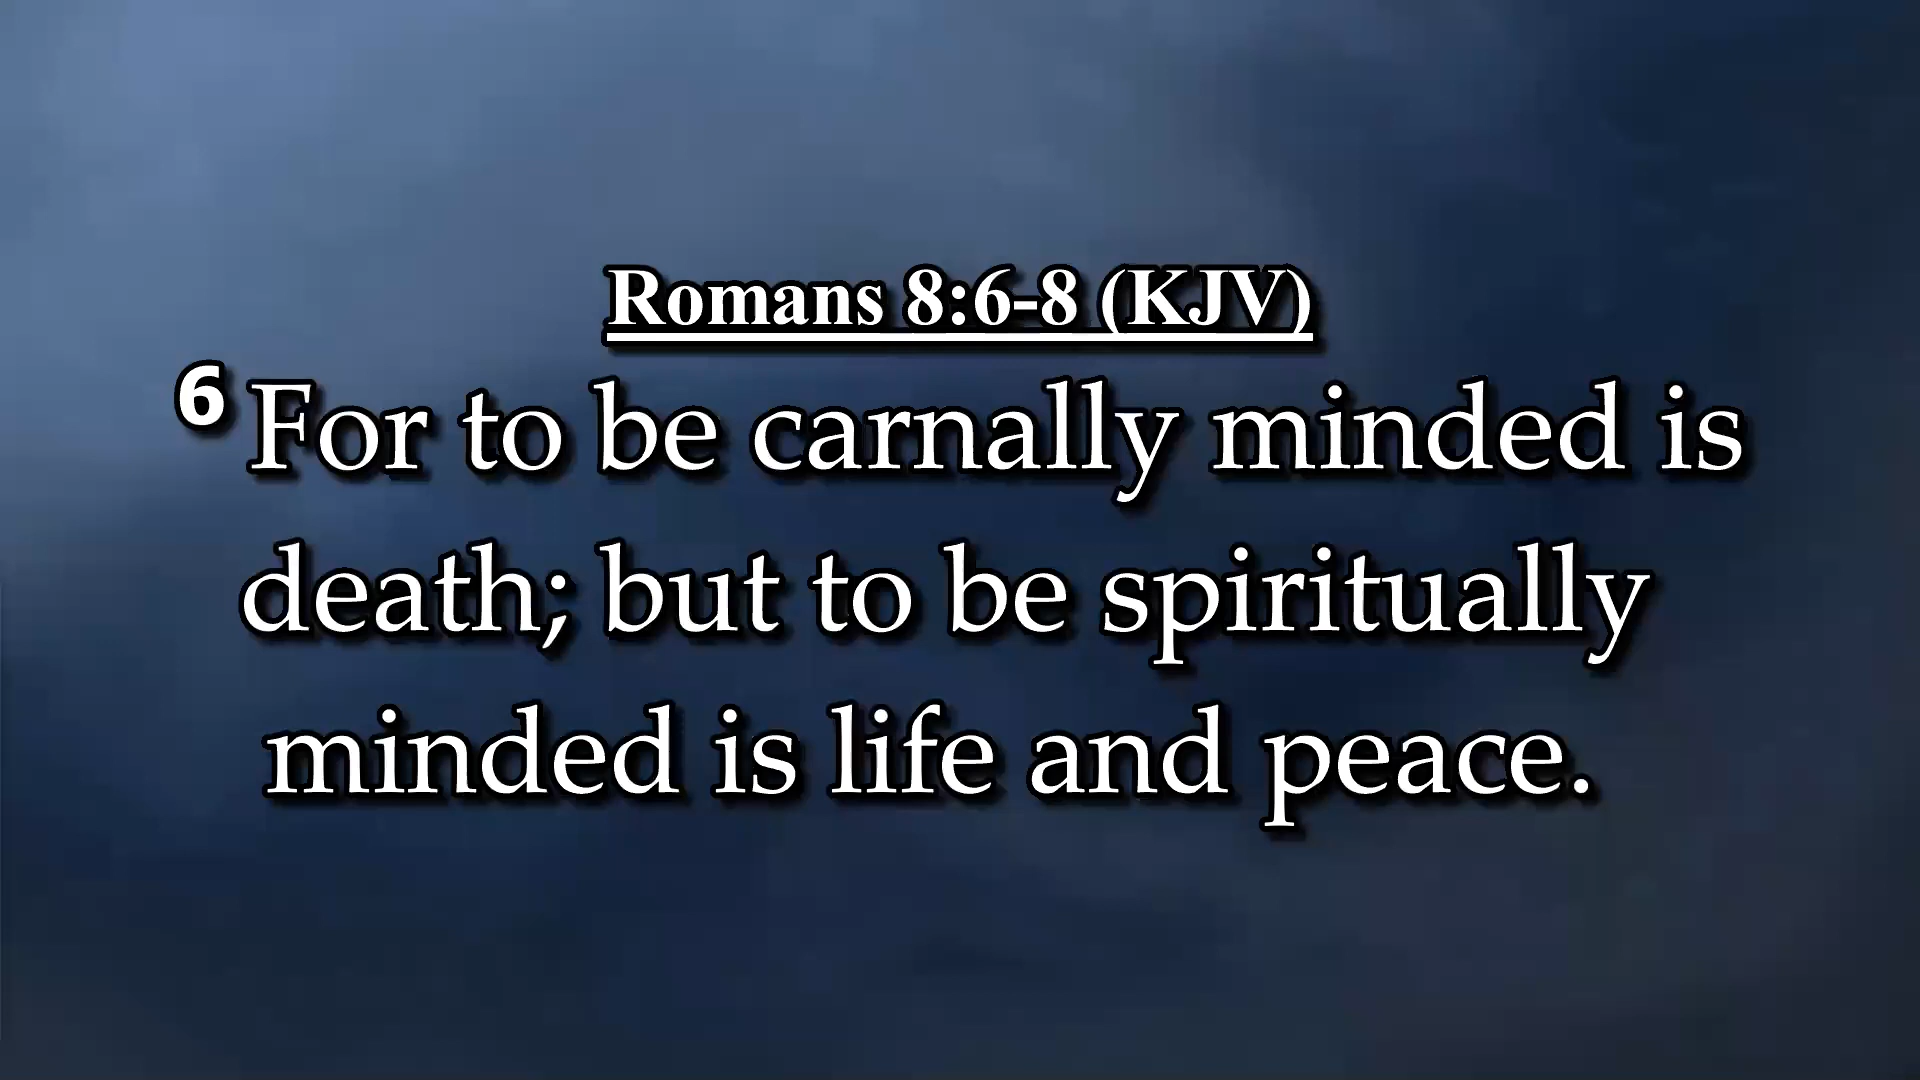 Romans 8:6-8 (KJV)
6 For to be carnally minded is
death; but to be spiritually
minded is life and peace.